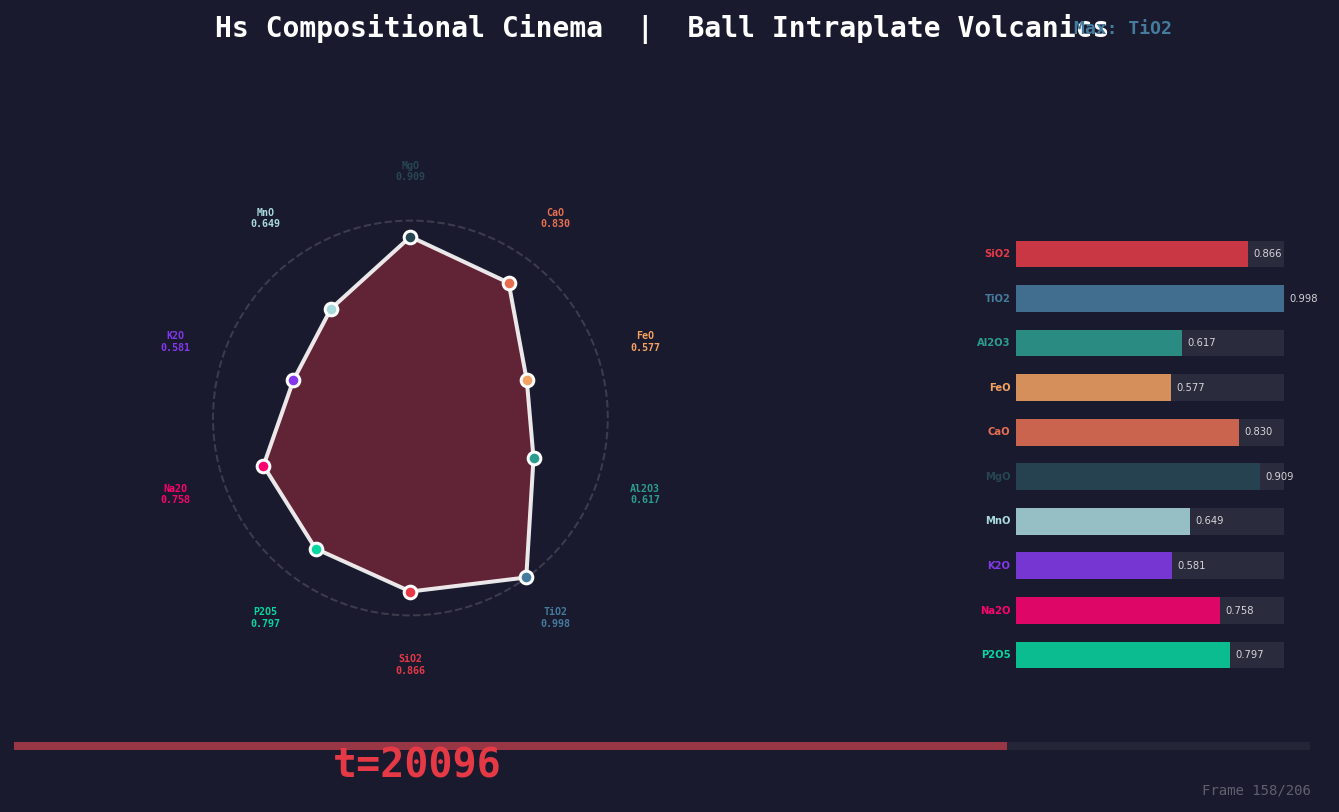 Hs Compositional Cinema | Ball Intraplate Volcanics
Max: TiO2
MgO
0.909
MnO
0.649
CaO
0.830
K2O
0.581
FeO
0.577
Na2O
0.758
Al2O3
0.617
P2O5
0.797
TiO2
0.998
SiO2
0.866
SiO2 0.866
TiO2 0.998
Al2O3 0.617
FeO 0.577
CaO 0.830
MgO 0.909
MnO 0.649
K2O 0.581
Na2O 0.758
P2O5 0.797
t=20096
Frame 158/206